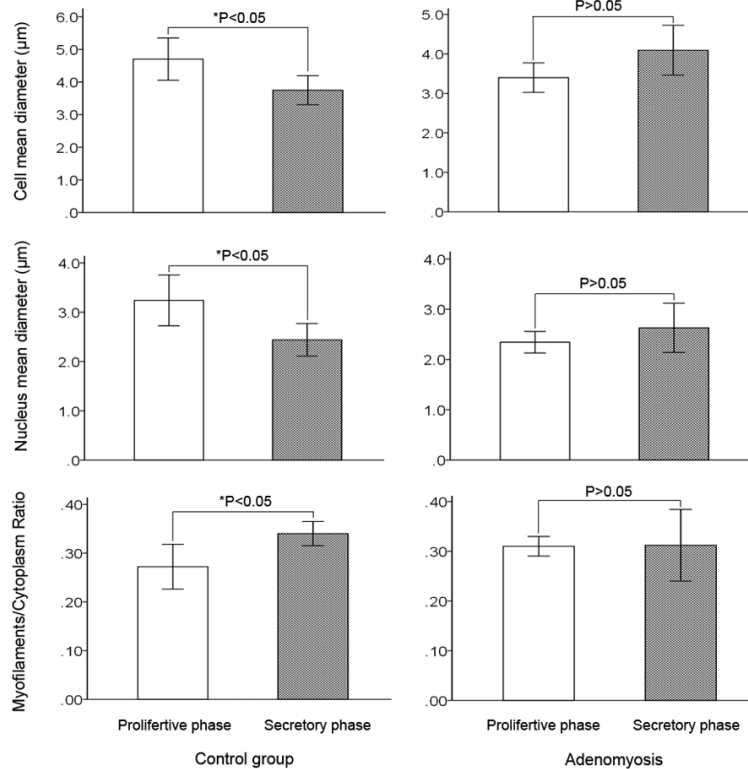 Cell mean diameter (µm)
6.0
5.0
4.0
3.0
2.0
1.0
.0
*P<0.05
5.0
4.0
3.0
2.0
1.0
.0
P>0.05
Nucleus mean diameter (µm)
4.0
3.0
2.0
1.0
.0
*P<0.05
4.0
3.0
2.0
1.0
.0
P>0.05
Myofilaments/Cytoplasm Ratio
.40
.30
.20
.10
.00
*P<0.05
.40
.30
.20
.10
.00
P>0.05
Prolifertive phase Secretory phase
Control group
Prolifertive phase Secretory phase
Adenomyosis